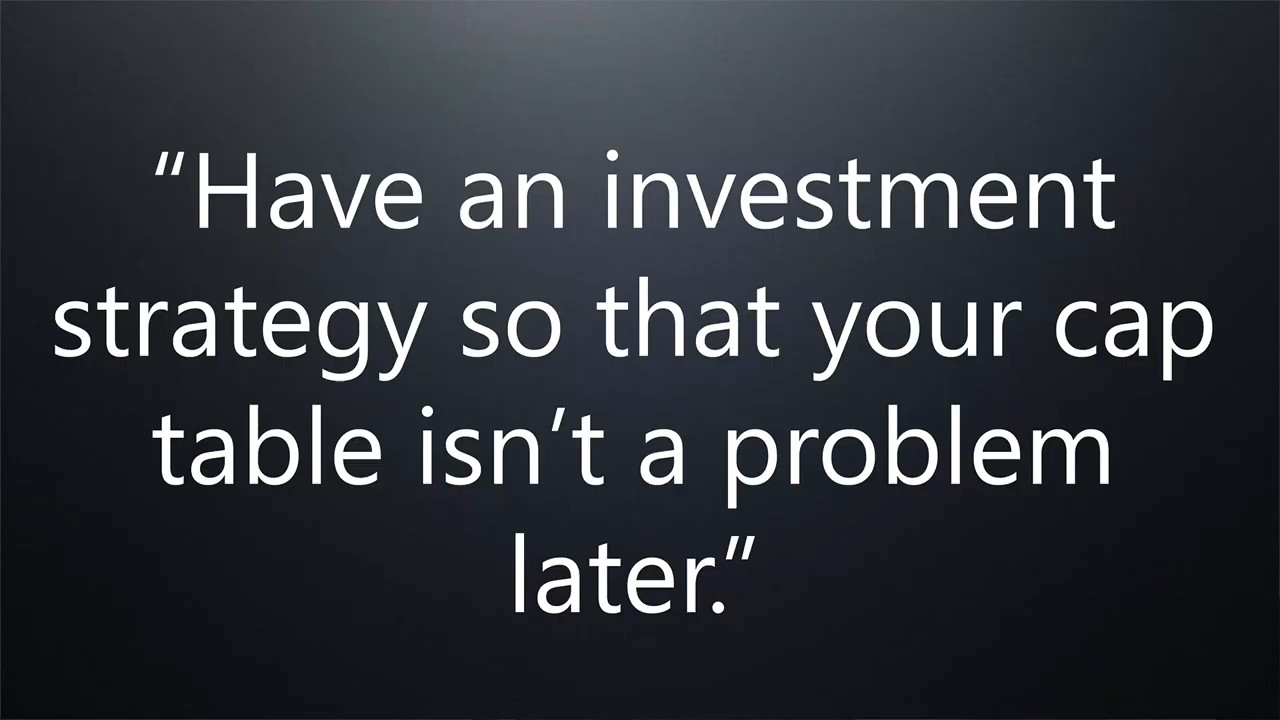 “Have an investment
strategy so that your cap
table isn’t a problem
later.”